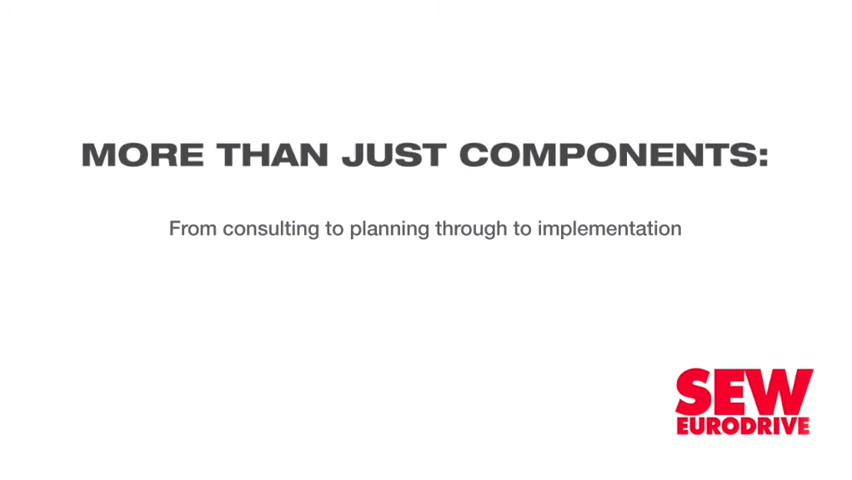 MORE THAN JUST COMPONENTS:
From consulting to planning through to implementation
SEW
EURODRIVE